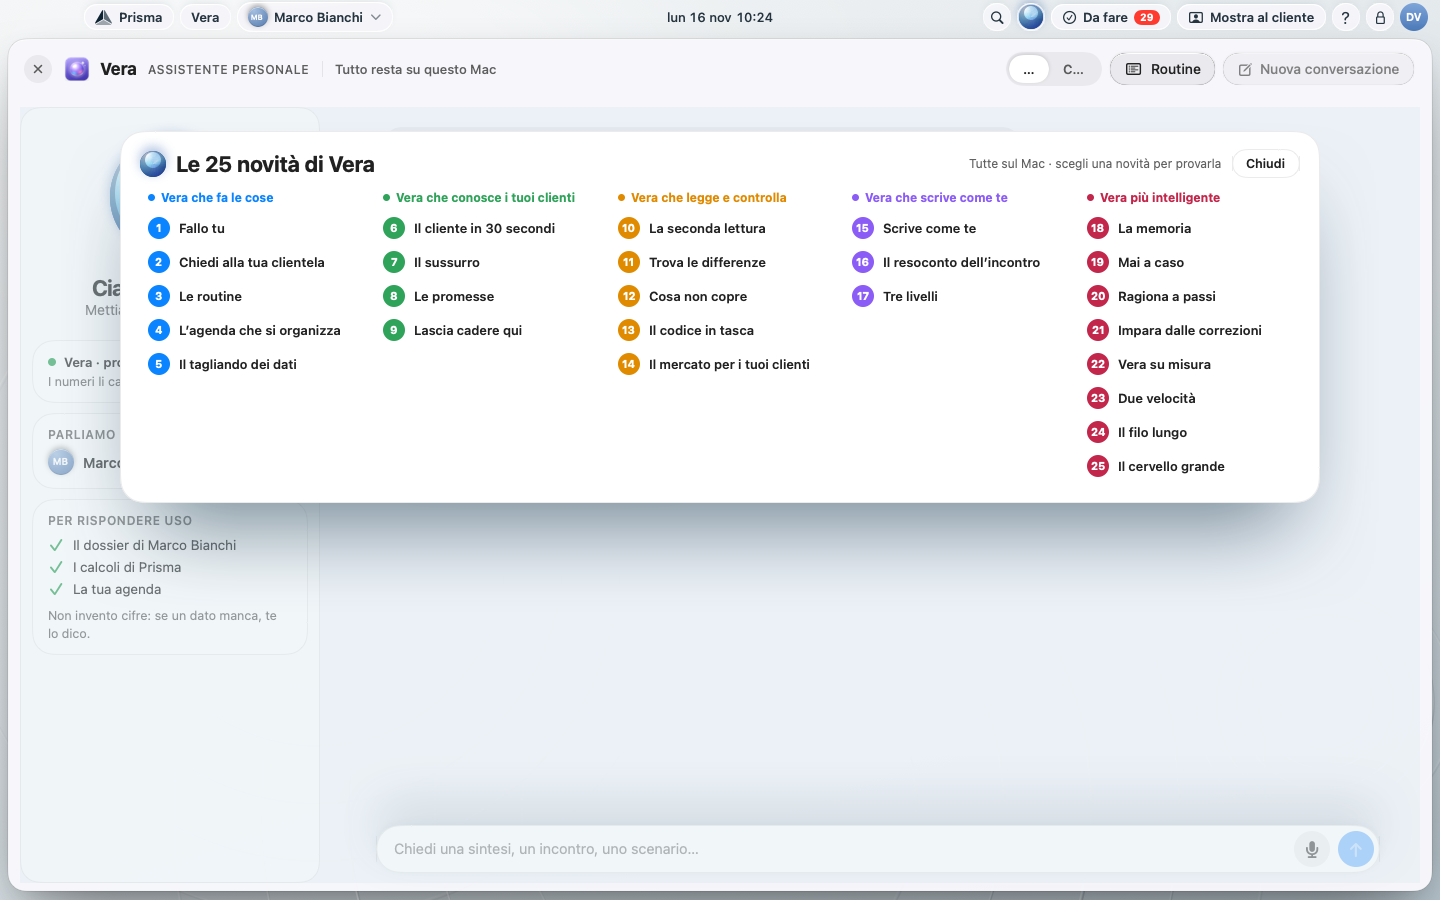 Prisma
Vera
MB Marco Bianchi
lun 16 nov 10:24
Da fare 29
Mostra al cliente
?
DV
Vera ASSISTENTE PERSONALE Tutto resta su questo Mac
...
C...
Routine
Nuova conversazione
Le 25 novità di Vera
Tutte sul Mac · scegli una novità per provarla
Chiudi
Vera che fa le cose
1 Fallo tu
2 Chiedi alla tua clientela
3 Le routine
4 L’agenda che si organizza
5 Il tagliando dei dati
Vera che conosce i tuoi clienti
6 Il cliente in 30 secondi
7 Il sussurro
8 Le promesse
9 Lascia cadere qui
Vera che legge e controlla
10 La seconda lettura
11 Trova le differenze
12 Cosa non copre
13 Il codice in tasca
14 Il mercato per i tuoi clienti
Vera che scrive come te
15 Scrive come te
16 Il resoconto dell’incontro
17 Tre livelli
Vera più intelligente
18 La memoria
19 Mai a caso
20 Ragiona a passi
21 Impara dalle correzioni
22 Vera su misura
23 Due velocità
24 Il filo lungo
25 Il cervello grande
Vera ·
I numeri li
PARLIAMO
MB
PER RISPONDERE USO
Il dossier di Marco Bianchi
I calcoli di Prisma
La tua agenda
Non invento cifre: se un dato manca, te
lo dico.
Chiedi una sintesi, un incontro, uno scenario...